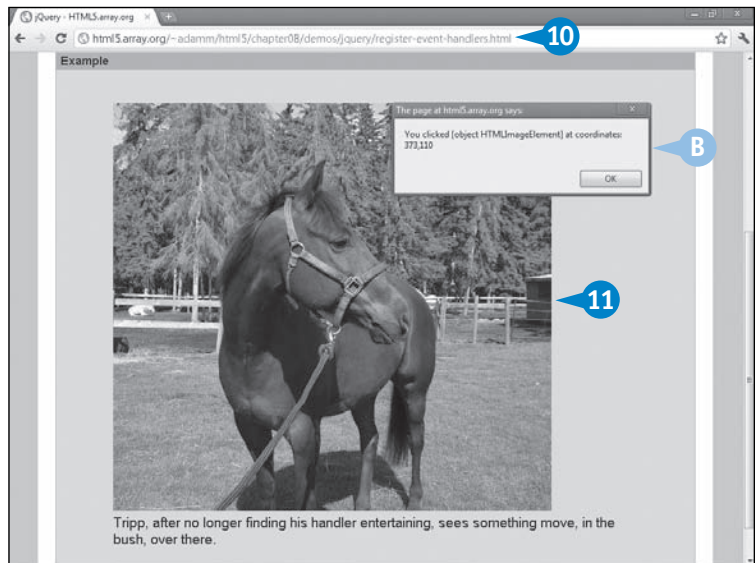 jQuery - HTML5.array.org
html5.array.org/~adamm/html5/chapter08/demos/jquery/register-event-handlers.html
10
Example
The page at html5.array.org says:
You clicked [object HTMLImageElement] at coordinates:
373,110
OK
B
11
Tripp, after no longer finding his handler entertaining, sees something move, in the
bush, over there.